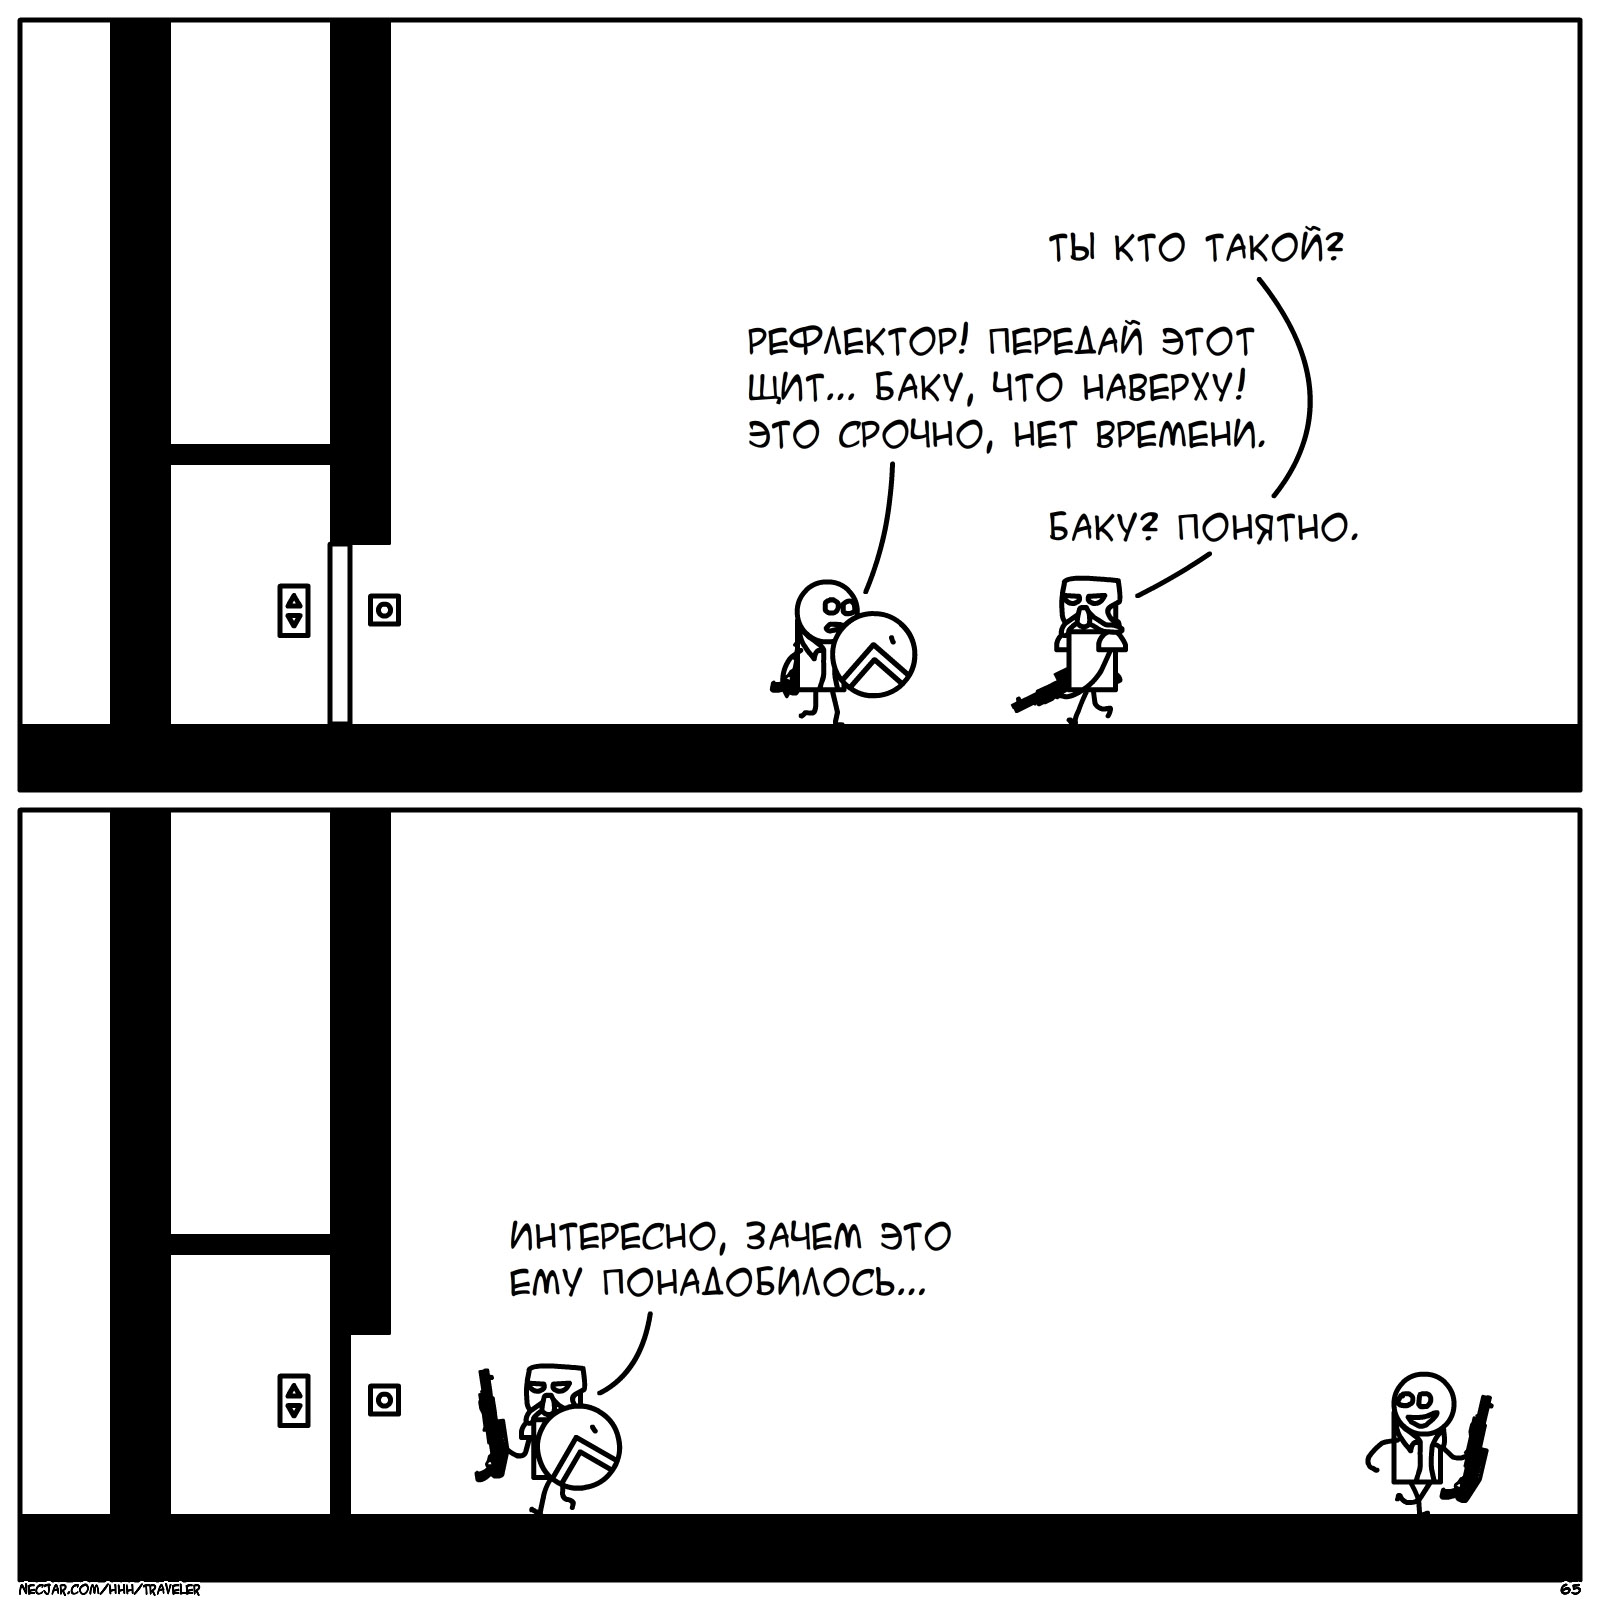 ТЫ КТО ТАКОЙ?
РЕФЛЕКТОР! ПЕРЕДАЙ ЭТОТ
ЩИТ... БАКУ, ЧТО НАВЕРХУ!
ЭТО СРОЧНО, НЕТ ВРЕМЕНИ.
БАКУ? ПОНЯТНО.
ИНТЕРЕСНО, ЗАЧЕМ ЭТО
ЕМУ ПОНАДОБИЛОСЬ...
NECJAR.COM/HHH/TRAVELER
65